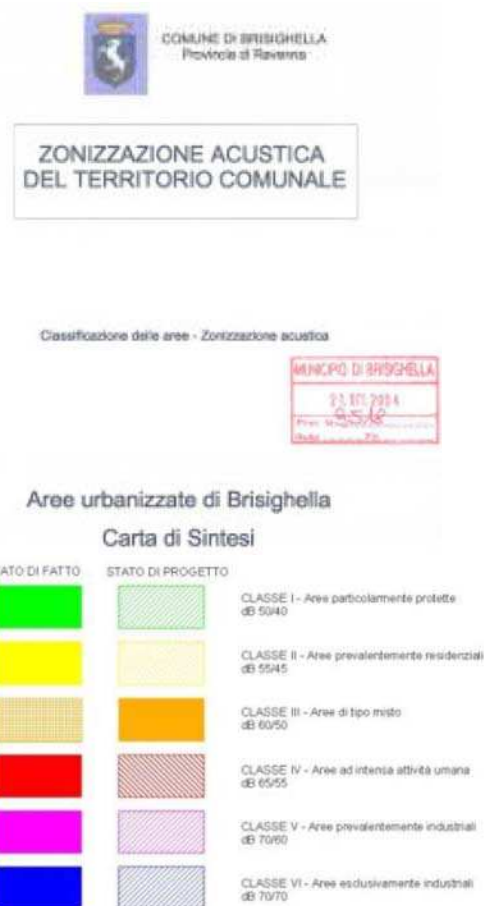 COMUNE DI BRISIGHELLA
Provincia di Ravenna
ZONIZZAZIONE ACUSTICA
DEL TERRITORIO COMUNALE
Classificazione delle aree - Zonizzazione acustica
MUNICIPIO DI BRISIGHELLA
Aree urbanizzate di Brisighella
Carta di Sintesi
ATO DI FATTO STATO DI PROGETTO
CLASSE I - Aree particolarmente protette
dB 50/40
CLASSE II - Aree prevalentemente residenziali
dB 55/45
CLASSE III - Aree di tipo misto
dB 60/50
CLASSE IV - Aree ad intensa attività umana
dB 65/55
CLASSE V - Aree prevalentemente industriali
dB 70/60
CLASSE VI - Aree esclusivamente industriali
dB 70/70